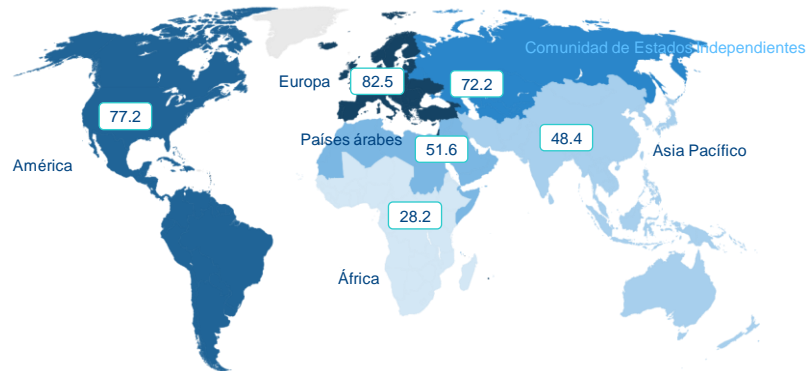 Comunidad de Estados Independientes
Europa
82.5
72.2
77.2
Países árabes
51.6
48.4
Asia Pacífico
América
28.2
África